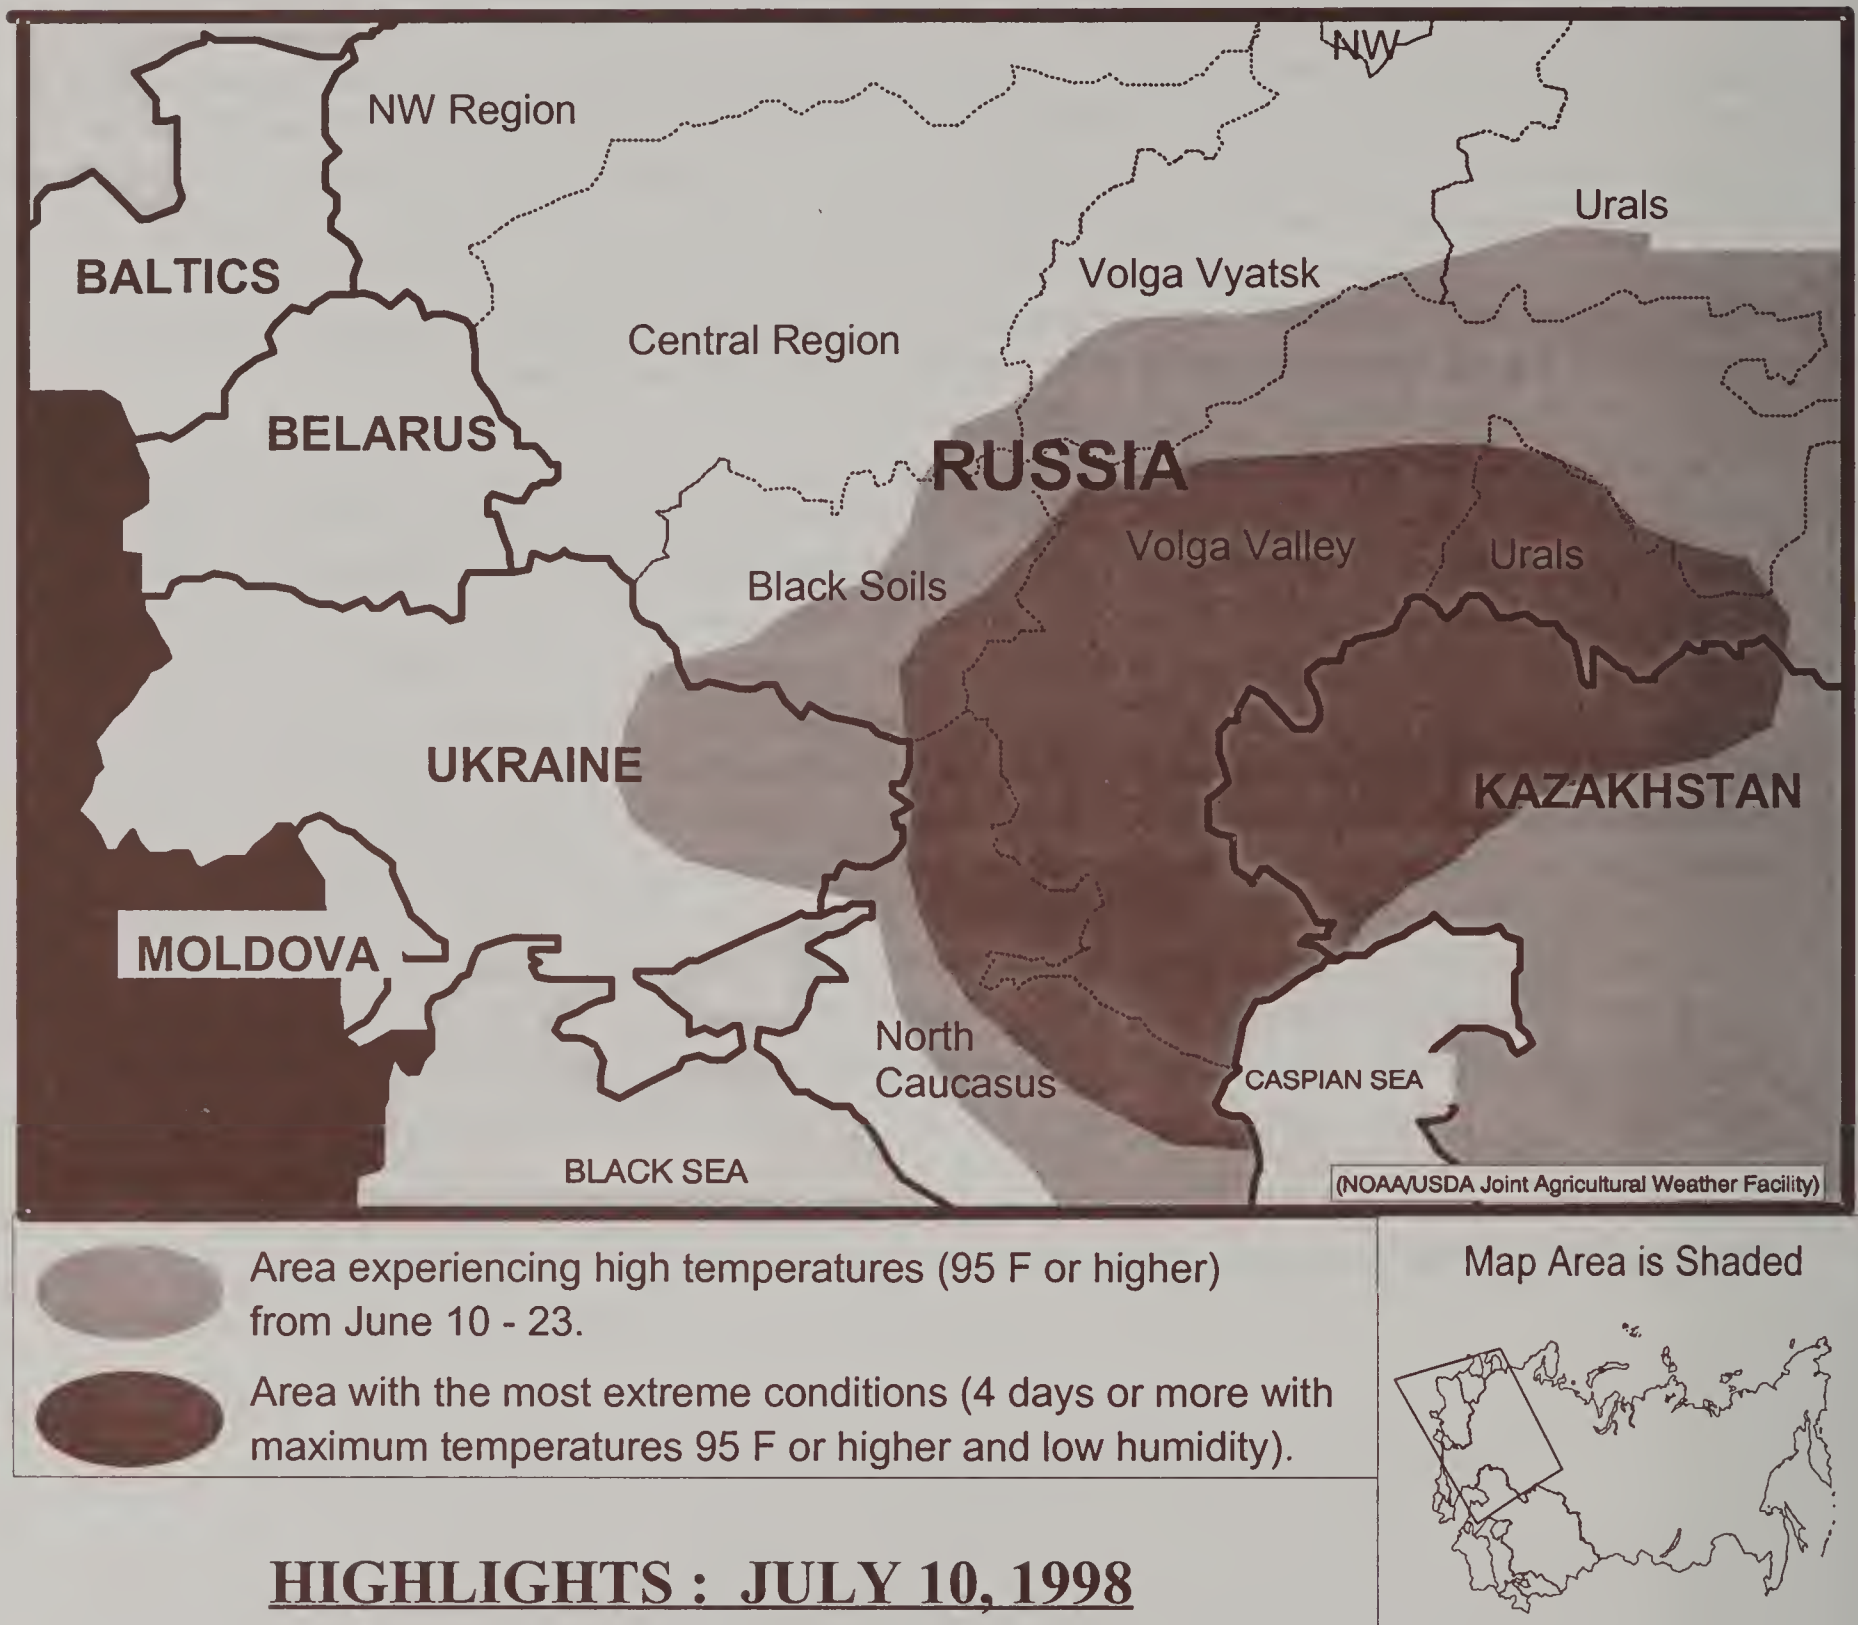 NW
NW Region
Urals
BALTICS
Volga Vyatsk
Central Region
BELARUS
RUSSIA
Volga Valley
Urals
Black Soils
UKRAINE
KAZAKHSTAN
MOLDOVA
North
Caucasus
CASPIAN SEA
BLACK SEA
(NOAA/USDA Joint Agricultural Weather Facility)
Area experiencing high temperatures (95 F or higher)
from June 10 - 23.
Area with the most extreme conditions (4 days or more with
maximum temperatures 95 F or higher and low humidity).
Map Area is Shaded
HIGHLIGHTS : JULY 10, 1998